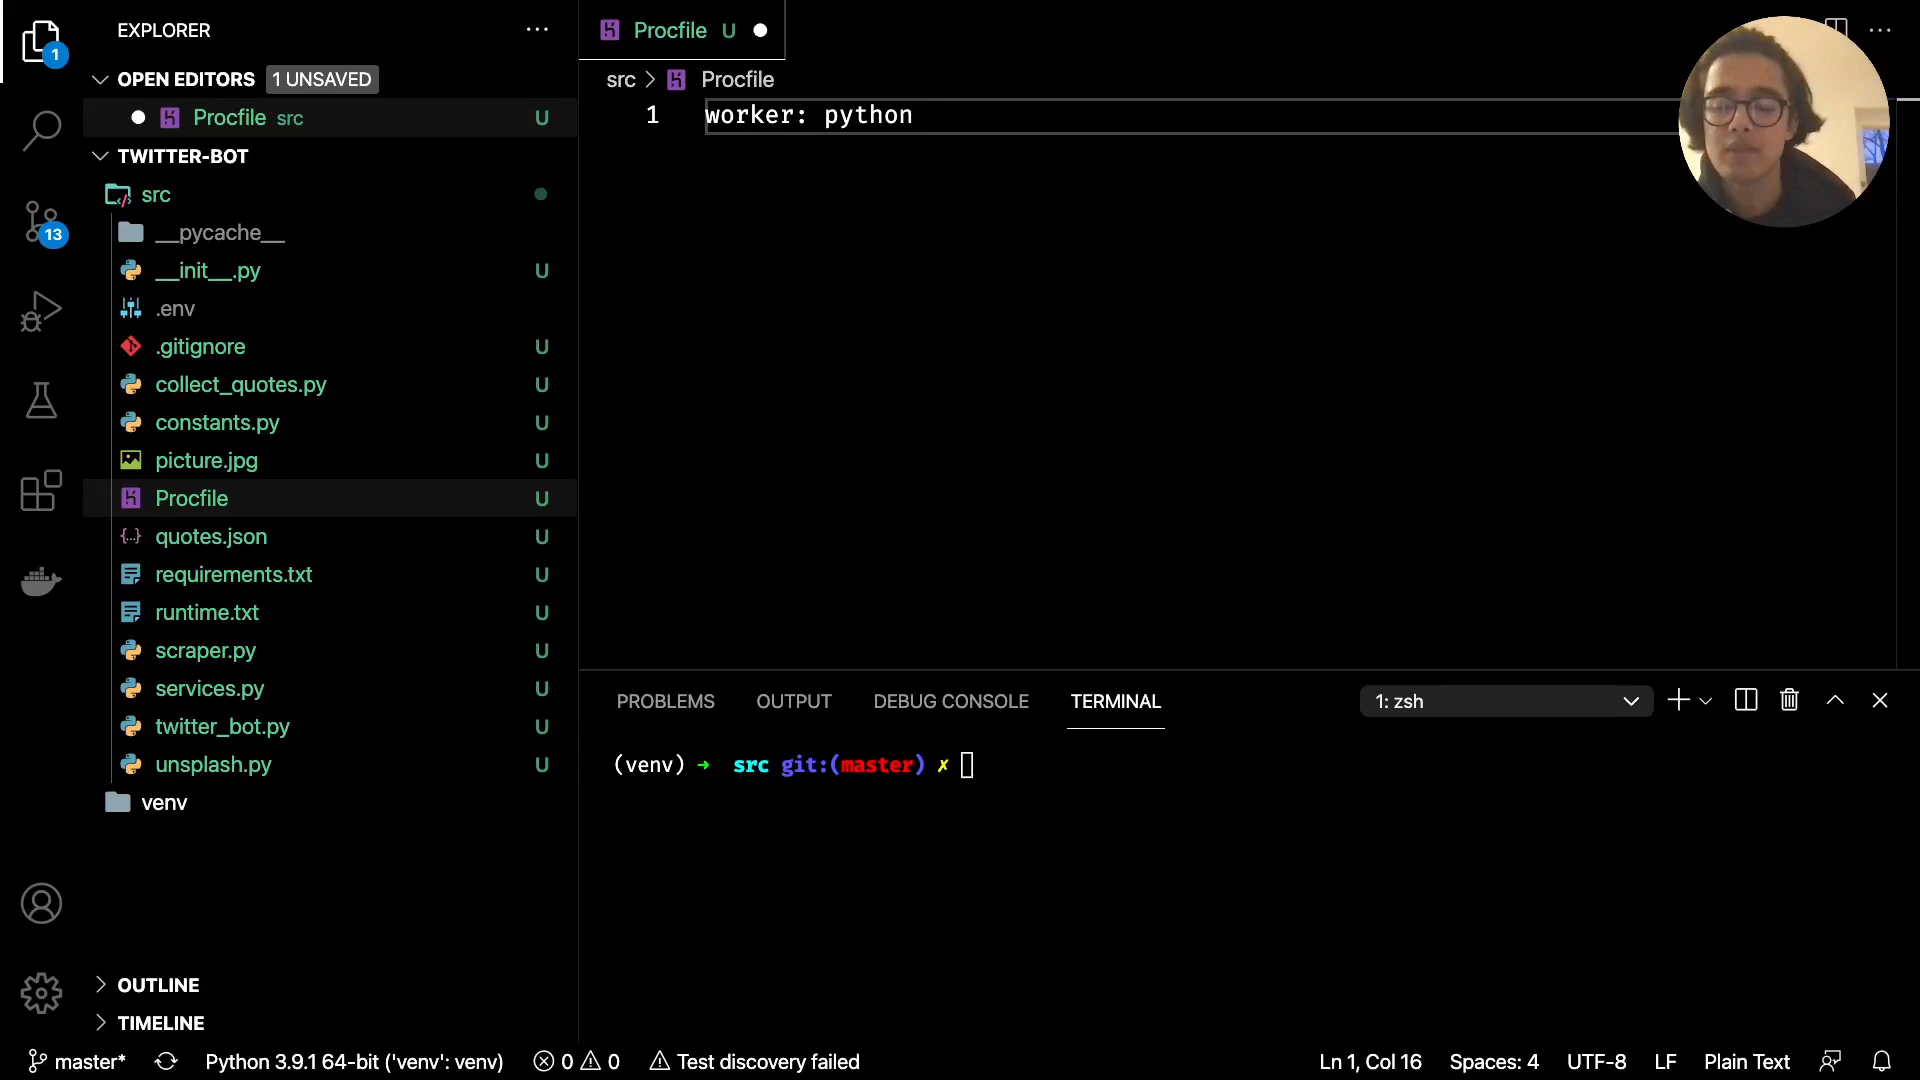 EXPLORER
OPEN EDITORS 1 UNSAVED
Procfile src U
TWITTER-BOT
src
__pycache__
__init__.py U
.env
.gitignore U
collect_quotes.py U
constants.py U
picture.jpg U
Procfile U
quotes.json U
requirements.txt U
runtime.txt U
scraper.py U
services.py U
twitter_bot.py U
unsplash.py U
venv
OUTLINE
TIMELINE
1
13
Procfile U
src > Procfile
1 worker: python
PROBLEMS OUTPUT DEBUG CONSOLE TERMINAL 1: zsh
(venv) ➜ src git:(master) ✗
master* Python 3.9.1 64-bit ('venv': venv) 0 0 Test discovery failed Ln 1, Col 16 Spaces: 4 UTF-8 LF Plain Text